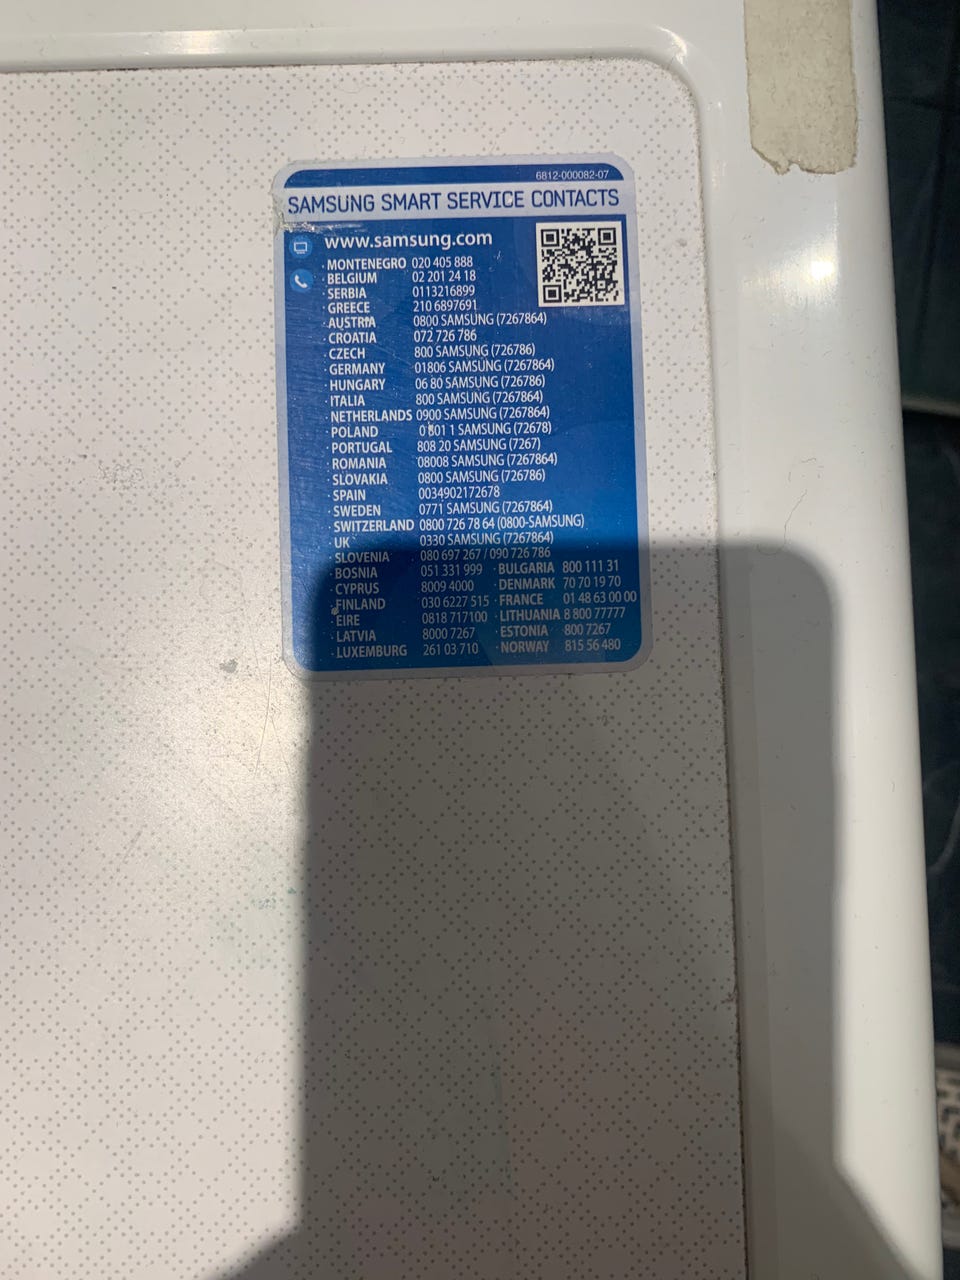 6812-000082-07
SAMSUNG SMART SERVICE CONTACTS
www.samsung.com
· MONTENEGRO 020 405 888
· BELGIUM 02 201 24 18
· SERBIA 0113216899
· GREECE 210 6897691
· AUSTRIA 0800 SAMSUNG (7267864)
· CROATIA 072 726 786
· CZECH 800 SAMSUNG (726786)
· GERMANY 01806 SAMSUNG (7267864)
· HUNGARY 06 80 SAMSUNG (726786)
· ITALIA 800 SAMSUNG (7267864)
· NETHERLANDS 0900 SAMSUNG (7267864)
· POLAND 0 801 1 SAMSUNG (72678)
· PORTUGAL 808 20 SAMSUNG (7267)
· ROMANIA 08008 SAMSUNG (7267864)
· SLOVAKIA 0800 SAMSUNG (726786)
· SPAIN 0034902172678
· SWEDEN 0771 SAMSUNG (7267864)
· SWITZERLAND 0800 726 78 64 (0800-SAMSUNG)
· UK 0330 SAMSUNG (7267864)
· SLOVENIA 080 697 267 / 090 726 786
· BOSNIA 051 331 999 · BULGARIA 800 111 31
· CYPRUS 8009 4000 · DENMARK 70 70 19 70
· FINLAND 030 6227 515 · FRANCE 01 48 63 00 00
· EIRE 0818 717100 · LITHUANIA 8 800 77777
· LATVIA 8000 7267 · ESTONIA 800 7267
· LUXEMBURG 261 03 710 · NORWAY 815 56 480